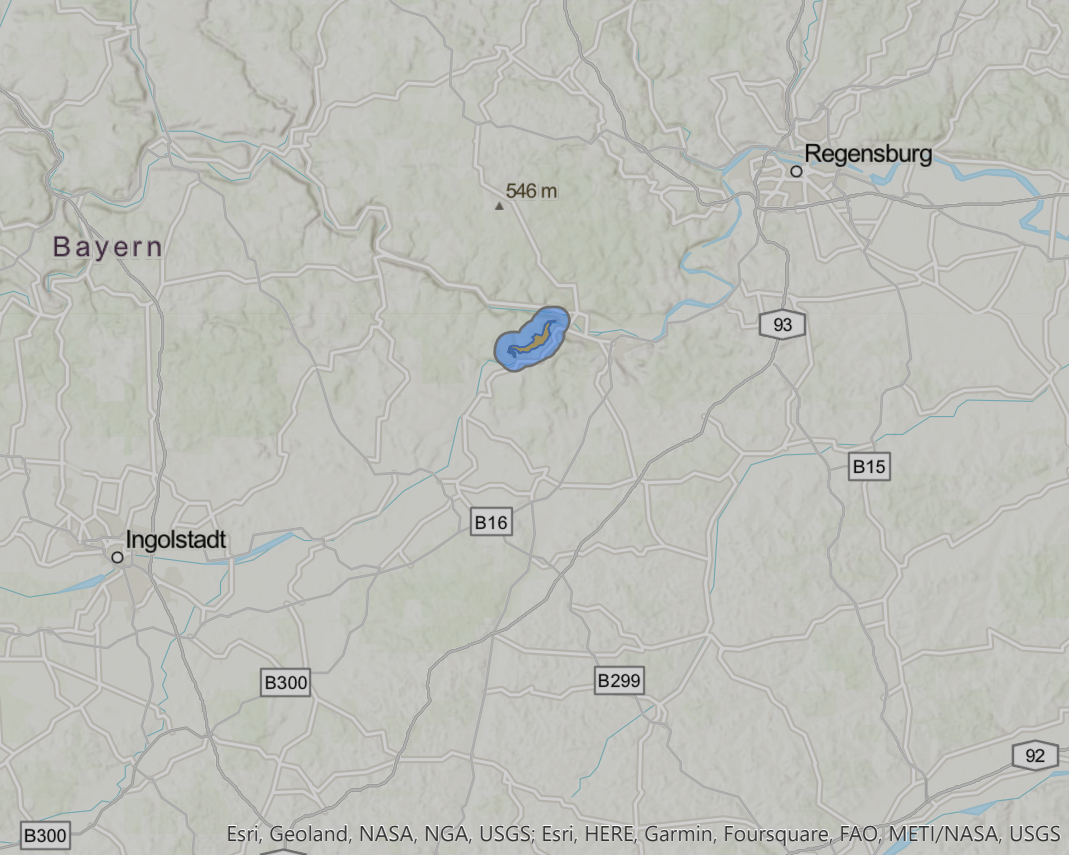 Regensburg
546 m
Bayern
93
B15
B16
Ingolstadt
B300
B299
92
B300
Esri, Geoland, NASA, NGA, USGS; Esri, HERE, Garmin, Foursquare, FAO, METI/NASA, USGS